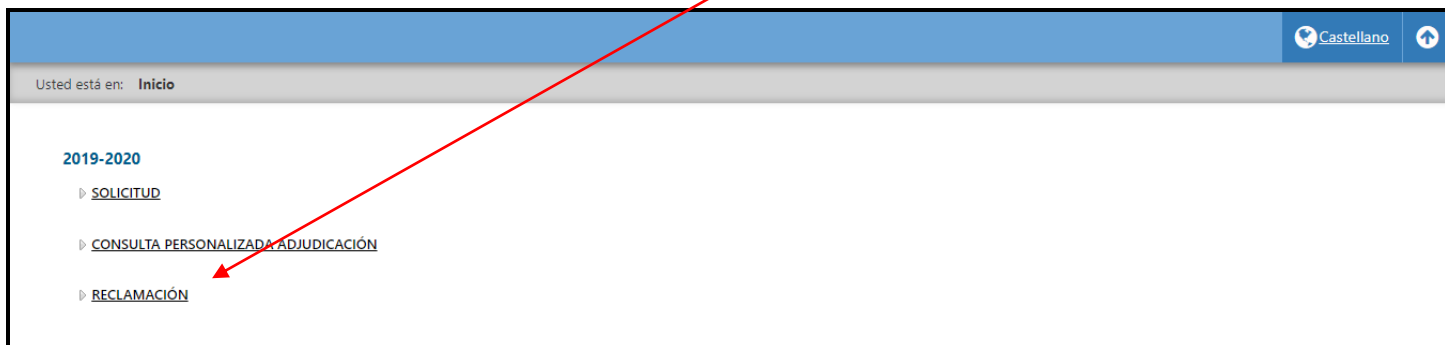 Castellano
Usted está en: Inicio
2019-2020
SOLICITUD
CONSULTA PERSONALIZADA ADJUDICACIÓN
RECLAMACIÓN